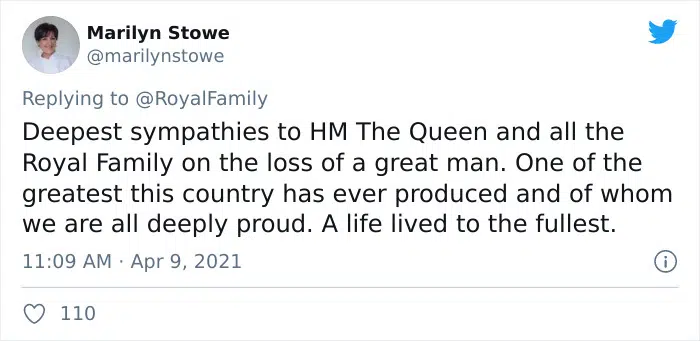 Marilyn Stowe
@marilynstowe
Replying to @RoyalFamily
Deepest sympathies to HM The Queen and all the
Royal Family on the loss of a great man. One of the
greatest this country has ever produced and of whom
we are all deeply proud. A life lived to the fullest.
11:09 AM · Apr 9, 2021
110